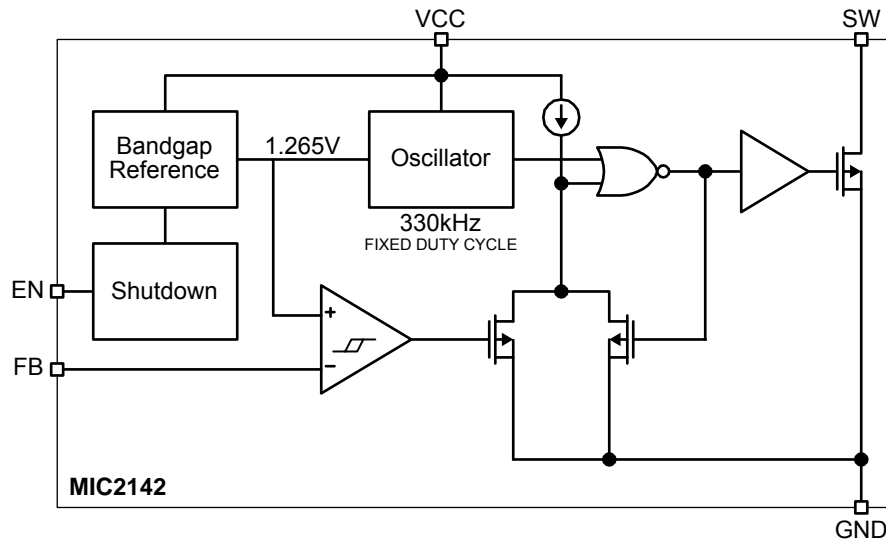 VCC
SW
Bandgap
Reference
1.265V
Oscillator
330kHz
FIXED DUTY CYCLE
EN
Shutdown
+
FB
−
MIC2142
GND